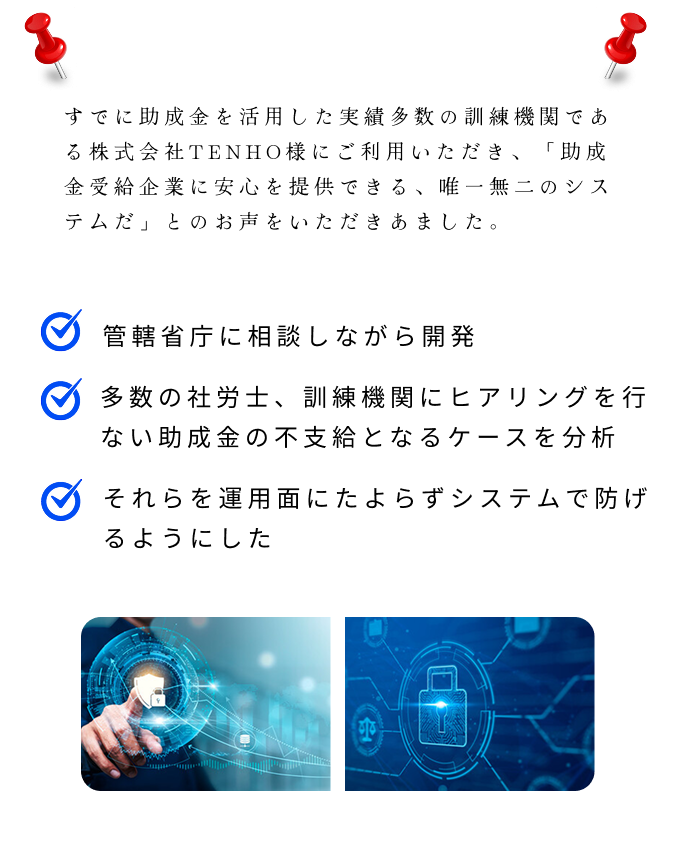 すでに助成金を活用した実績多数の訓練機関であ
る株式会社TENHO様にご利用いただき、「助成
金受給企業に安心を提供できる、唯一無二のシス
テムだ」とのお声をいただきあました。
管轄省庁に相談しながら開発
多数の社労士、訓練機関にヒアリングを行
ない助成金の不支給となるケースを分析
それらを運用面にたよらずシステムで防げ
るようにした